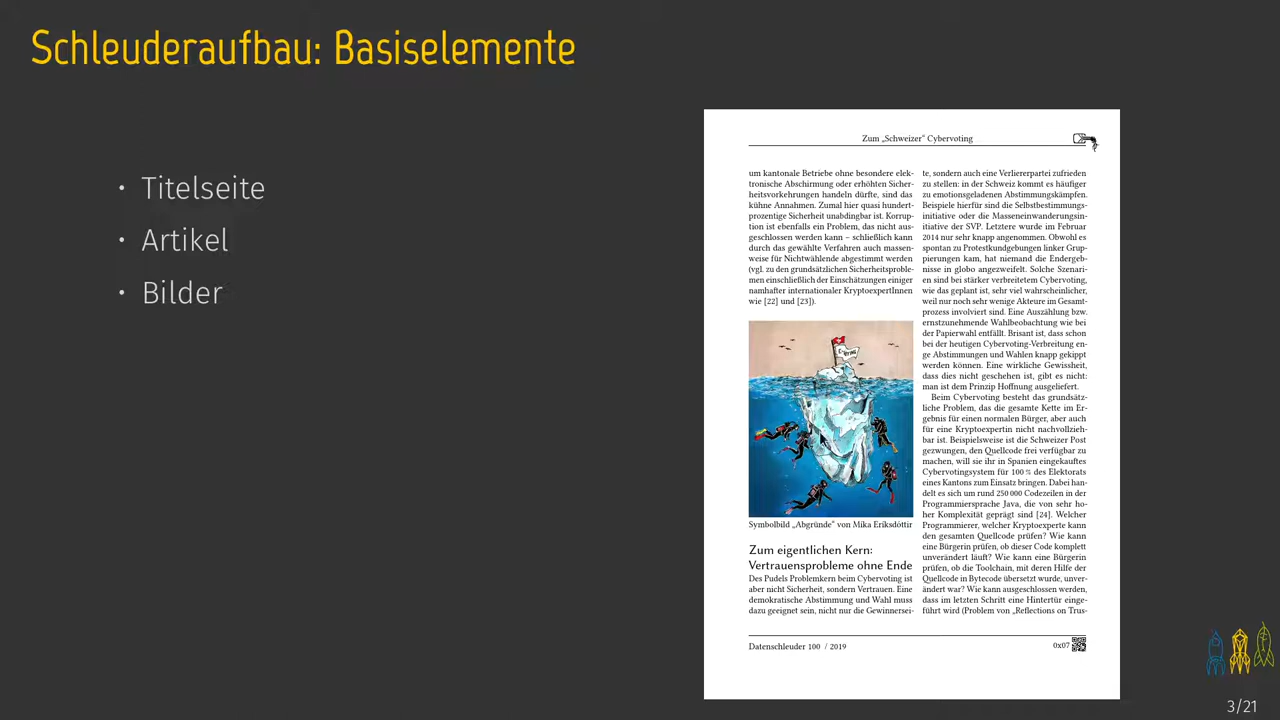 Schleuderaufbau: Basiselemente
• Titelseite
• Artikel
• Bilder
Zum „Schweizer“ Cybervoting
um kantonale Betriebe ohne besondere elek-
tronische Abschirmung oder erhöhten Sicher-
heitsvorkehrungen handeln dürfte, sind das
kühne Annahmen. Zumal hier quasi hundert-
prozentige Sicherheit unabdingbar ist. Korrup-
tion ist ebenfalls ein Problem, das nicht aus-
geschlossen werden kann – schließlich kann
durch das gewählte Verfahren auch massen-
weise für Nichtwählende abgestimmt werden
(vgl. zu den grundsätzlichen Sicherheitsproble-
men einschließlich der Einschätzungen einiger
namhafter internationaler KryptoexpertInnen
wie [22] und [23]).
Symbolbild „Abgründe“ von Mika Eriksdóttir
Zum eigentlichen Kern:
Vertrauensprobleme ohne Ende
Des Pudels Problemkern beim Cybervoting ist
aber nicht Sicherheit, sondern Vertrauen. Eine
demokratische Abstimmung und Wahl muss
dazu geeignet sein, nicht nur die Gewinnersei-
te, sondern auch eine Verliererpartei zufrieden
zu stellen: in der Schweiz kommt es häufiger
zu emotionsgeladenen Abstimmungskämpfen.
Beispiele hierfür sind die Selbstbestimmungs-
initiative oder die Masseneinwanderungsin-
itiative der SVP. Letztere wurde im Februar
2014 nur sehr knapp angenommen. Obwohl es
spontan zu Protestkundgebungen linker Grup-
pierungen kam, hat niemand die Endergeb-
nisse in globo angezweifelt. Solche Szenari-
en sind bei stärker verbreitetem Cybervoting,
wie das geplant ist, sehr viel wahrscheinlicher,
weil nur noch sehr wenige Akteure im Gesamt-
prozess involviert sind. Eine Auszählung bzw.
ernstzunehmende Wahlbeobachtung wie bei
der Papierwahl entfällt. Brisant ist, dass schon
bei der heutigen Cybervoting-Verbreitung en-
ge Abstimmungen und Wahlen knapp gekippt
werden können. Eine wirkliche Gewissheit,
dass dies nicht geschehen ist, gibt es nicht:
man ist dem Prinzip Hoffnung ausgeliefert.
Beim Cybervoting besteht das grundsätz-
liche Problem, das die gesamte Kette im Er-
gebnis für einen normalen Bürger, aber auch
für eine Kryptoexpertin nicht nachvollzieh-
bar ist. Beispielsweise ist die Schweizer Post
gezwungen, den Quellcode frei verfügbar zu
machen, will sie ihr in Spanien eingekauftes
Cybervotingsystem für 100 % des Elektorats
eines Kantons zum Einsatz bringen. Dabei han-
delt es sich um rund 250 000 Codezeilen in der
Programmiersprache Java, die von sehr ho-
her Komplexität geprägt sind [24]. Welcher
Programmierer, welcher Kryptoexperte kann
den gesamten Quellcode prüfen? Wie kann
eine Bürgerin prüfen, ob dieser Code komplett
unverändert läuft? Wie kann eine Bürgerin
prüfen, ob die Toolchain, mit deren Hilfe der
Quellcode in Bytecode übersetzt wurde, unver-
ändert war? Wie kann ausgeschlossen werden,
dass im letzten Schritt eine Hintertür einge-
führt wird (Problem von „Reflections on Trus-
Datenschleuder 100 / 2019
0x07
3/21